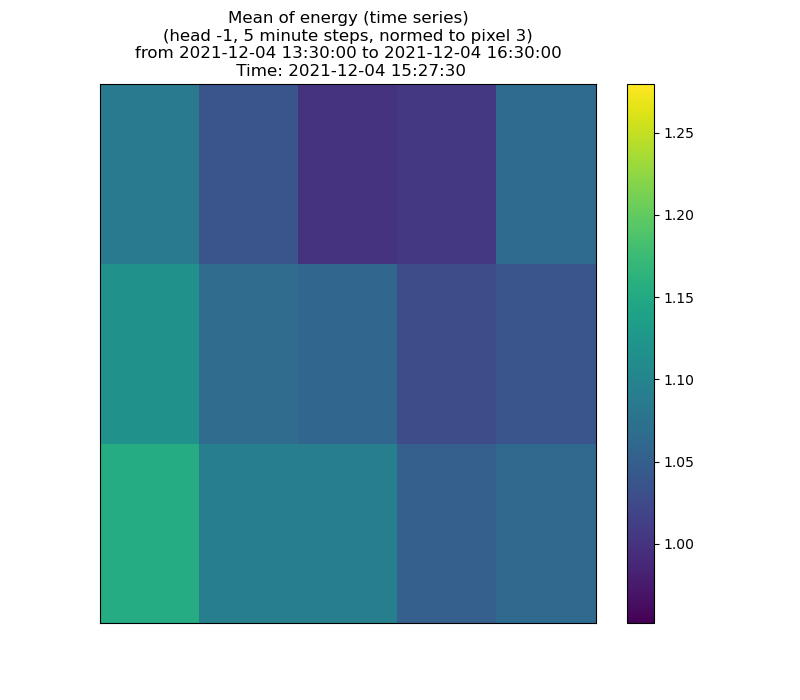 Mean of energy (time series)
(head -1, 5 minute steps, normed to pixel 3)
from 2021-12-04 13:30:00 to 2021-12-04 16:30:00
Time: 2021-12-04 15:27:30
1.25
1.20
1.15
1.10
1.05
1.00